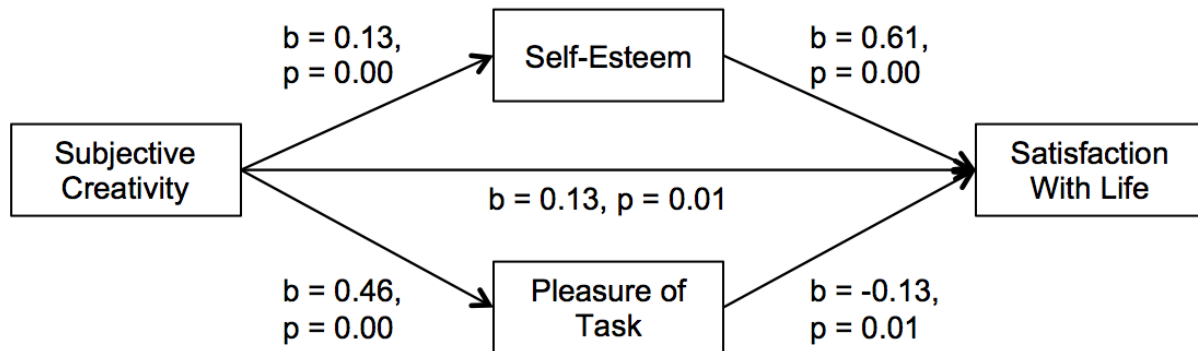 b = 0.13,
p = 0.00
Self-Esteem
b = 0.61,
p = 0.00
Subjective
Creativity
b = 0.13, p = 0.01
Satisfaction
With Life
b = 0.46,
p = 0.00
Pleasure of
Task
b = -0.13,
p = 0.01